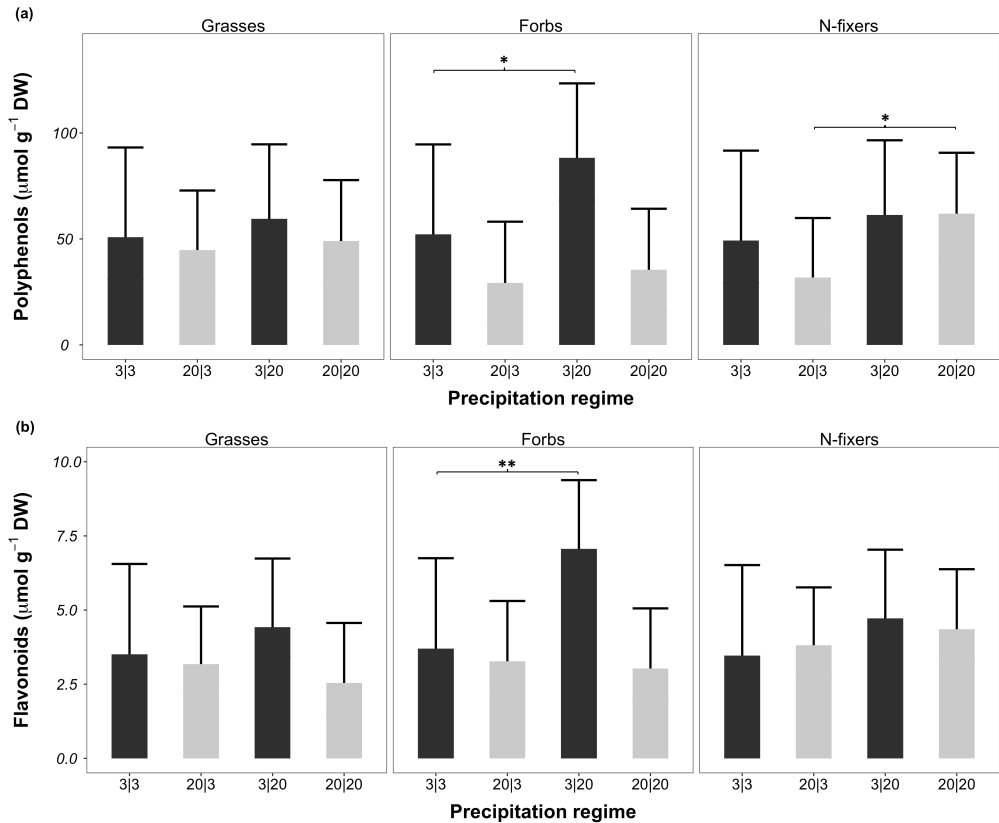 (a)
Grasses Forbs N-fixers
* *
Polyphenols (μmol g⁻¹ DW)
100
50
0
3|3 20|3 3|20 20|20 3|3 20|3 3|20 20|20 3|3 20|3 3|20 20|20
Precipitation regime
(b)
Grasses Forbs N-fixers
**
Flavonoids (μmol g⁻¹ DW)
10.0
7.5
5.0
2.5
0.0
3|3 20|3 3|20 20|20 3|3 20|3 3|20 20|20 3|3 20|3 3|20 20|20
Precipitation regime